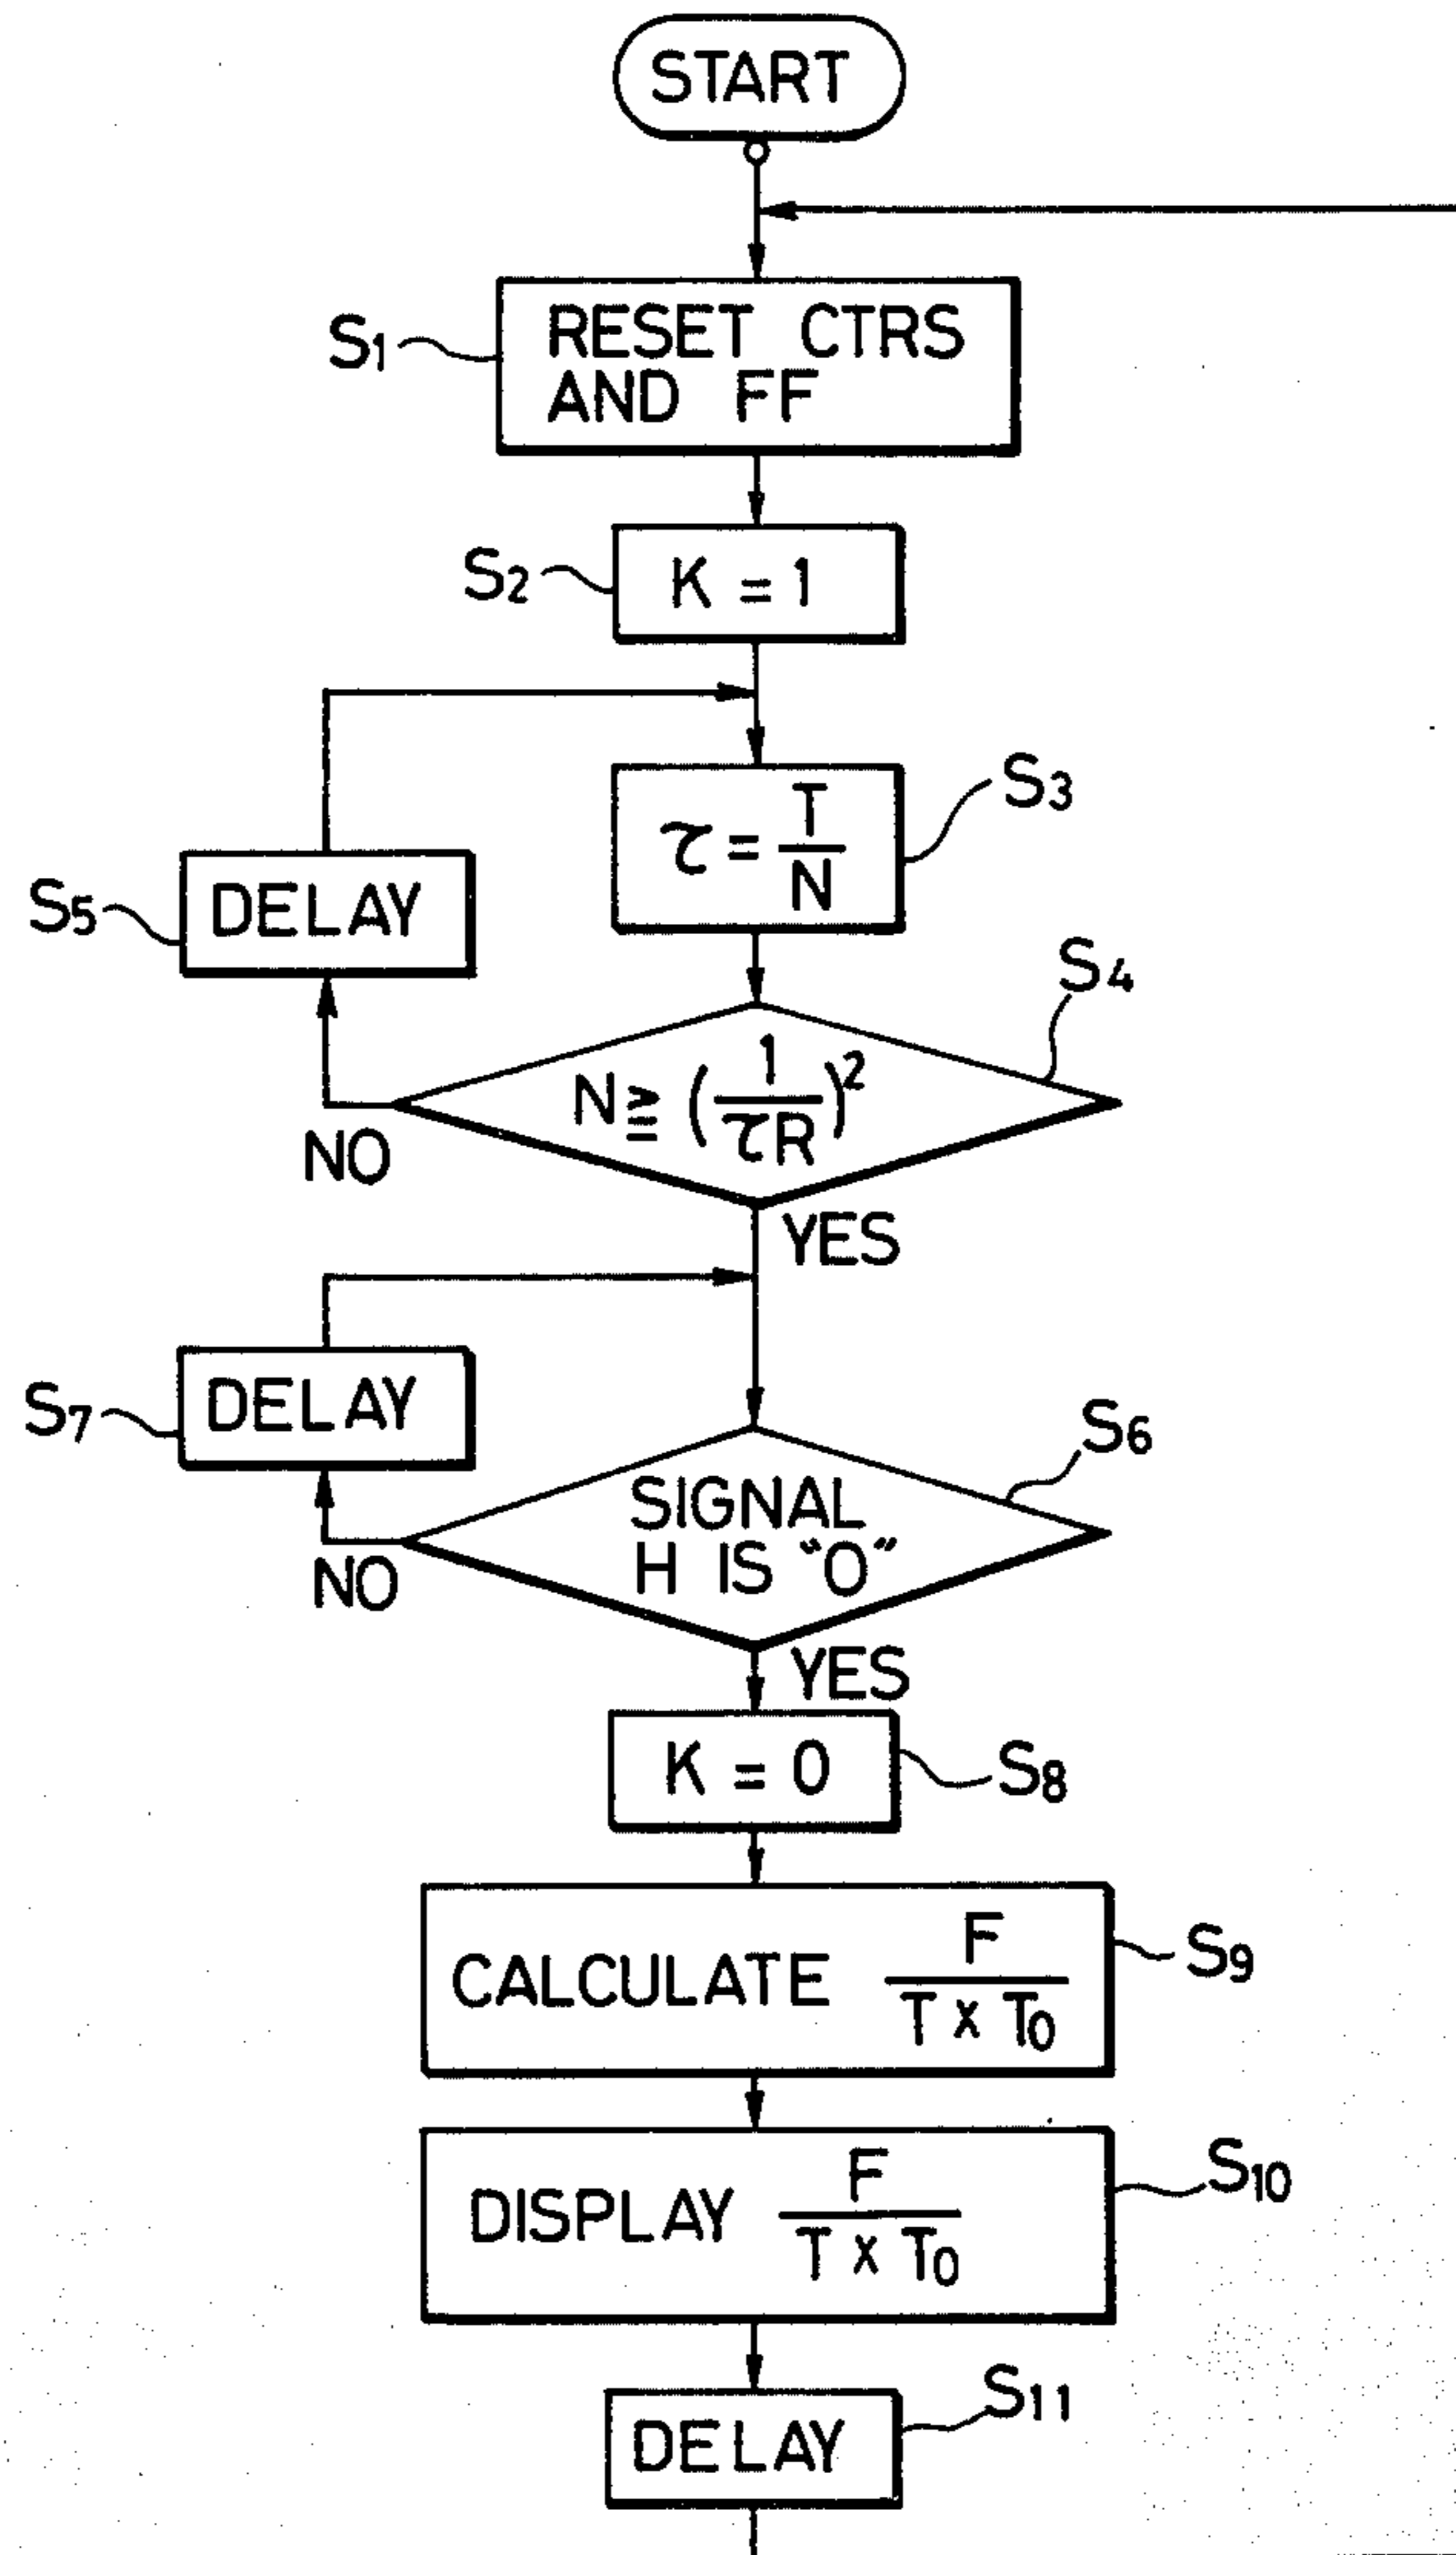 START
S1
RESET CTRS
AND FF
S2
K = 1
S3
τ = T/N
S5
DELAY
S4
N ≧ (1/τR)²
NO
YES
S7
DELAY
S6
SIGNAL
H IS “0”
NO
YES
K = 0
S8
CALCULATE F/T x T0
S9
DISPLAY F/T x T0
S10
S11
DELAY